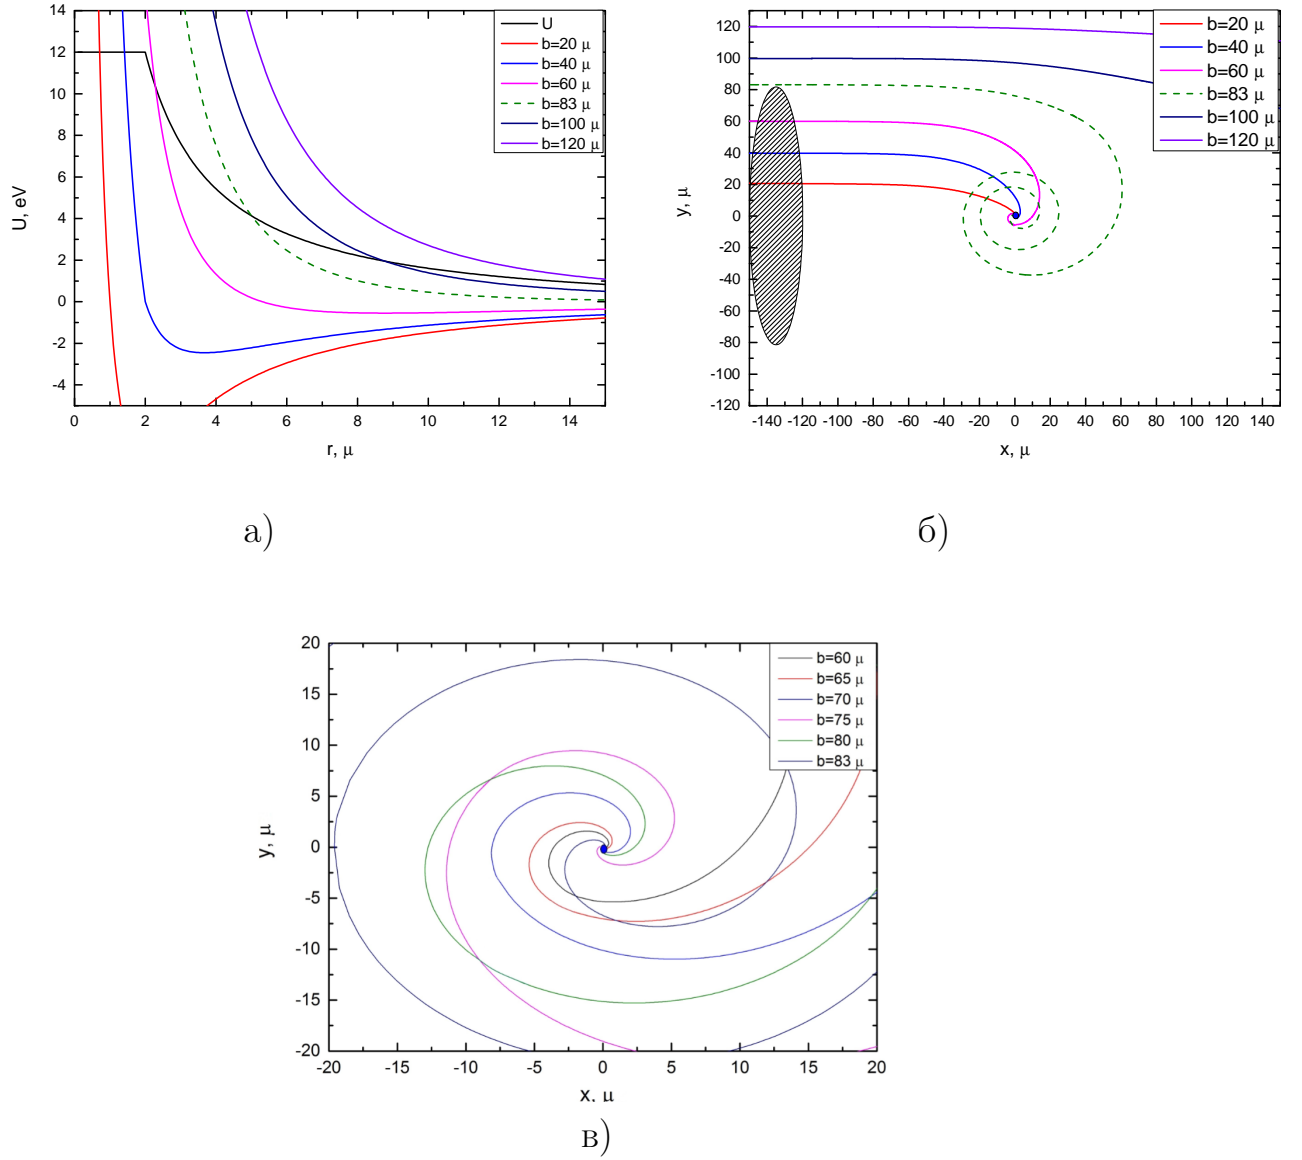 14
12
10
8
6
4
2
0
-2
-4
U, eV
0 2 4 6 8 10 12 14
r, μ
U
b=20 μ
b=40 μ
b=60 μ
b=83 μ
b=100 μ
b=120 μ
а)
120
100
80
60
40
20
0
-20
-40
-60
-80
-100
-120
y, μ
-140 -120 -100 -80 -60 -40 -20 0 20 40 60 80 100 120 140
x, μ
b=20 μ
b=40 μ
b=60 μ
b=83 μ
b=100 μ
b=120 μ
б)
20
15
10
5
0
-5
-10
-15
-20
y, μ
-20 -15 -10 -5 0 5 10 15 20
x, μ
b=60 μ
b=65 μ
b=70 μ
b=75 μ
b=80 μ
b=83 μ
в)